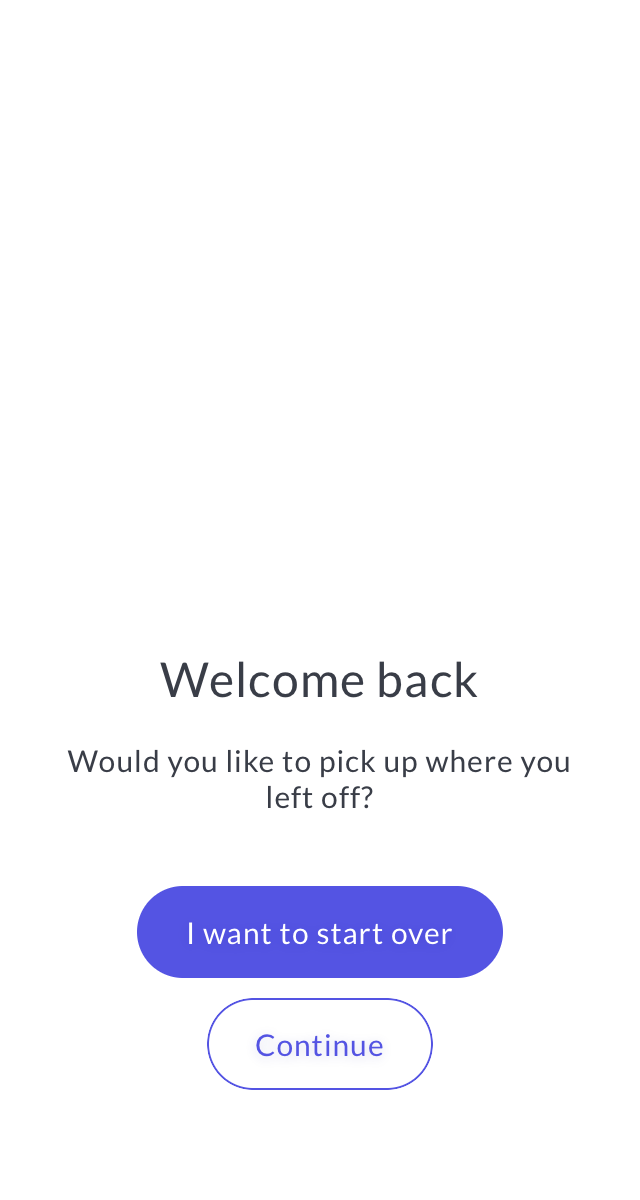 Welcome back
Would you like to pick up where you
left off?
I want to start over
Continue